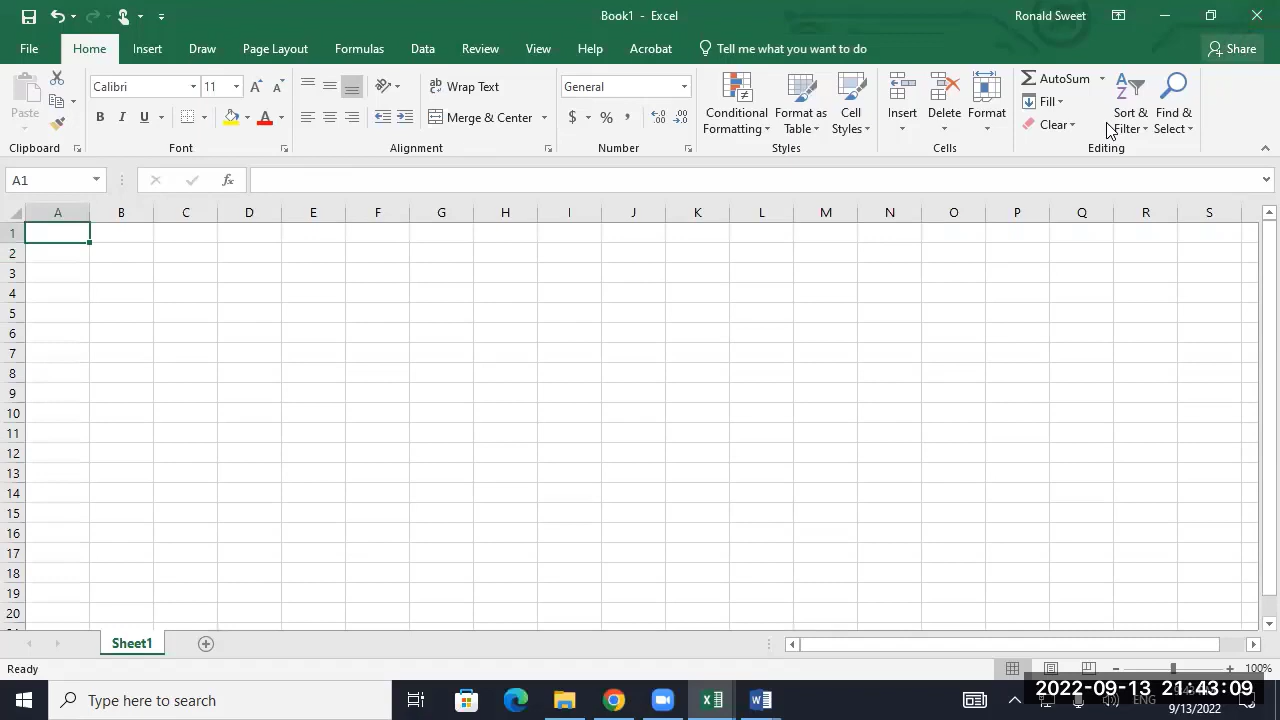 Book1 - Excel
Ronald Sweet
File Home Insert Draw Page Layout Formulas Data Review View Help Acrobat Tell me what you want to do Share
Paste
Calibri 11
B I U A
Wrap Text
Merge & Center
General
$ % ,
Conditional Formatting
Format as Table
Cell Styles
Insert
Delete
Format
AutoSum
Fill
Clear
Sort & Filter
Find & Select
Clipboard Font Alignment Number Styles Cells Editing
A1 fx
A B C D E F G H I J K L M N O P Q R S
1
2
3
4
5
6
7
8
9
10
11
12
13
14
15
16
17
18
19
20
Sheet1
Ready 100%
Type here to search
2022-09-13 21:43:09
ENG
9/13/2022